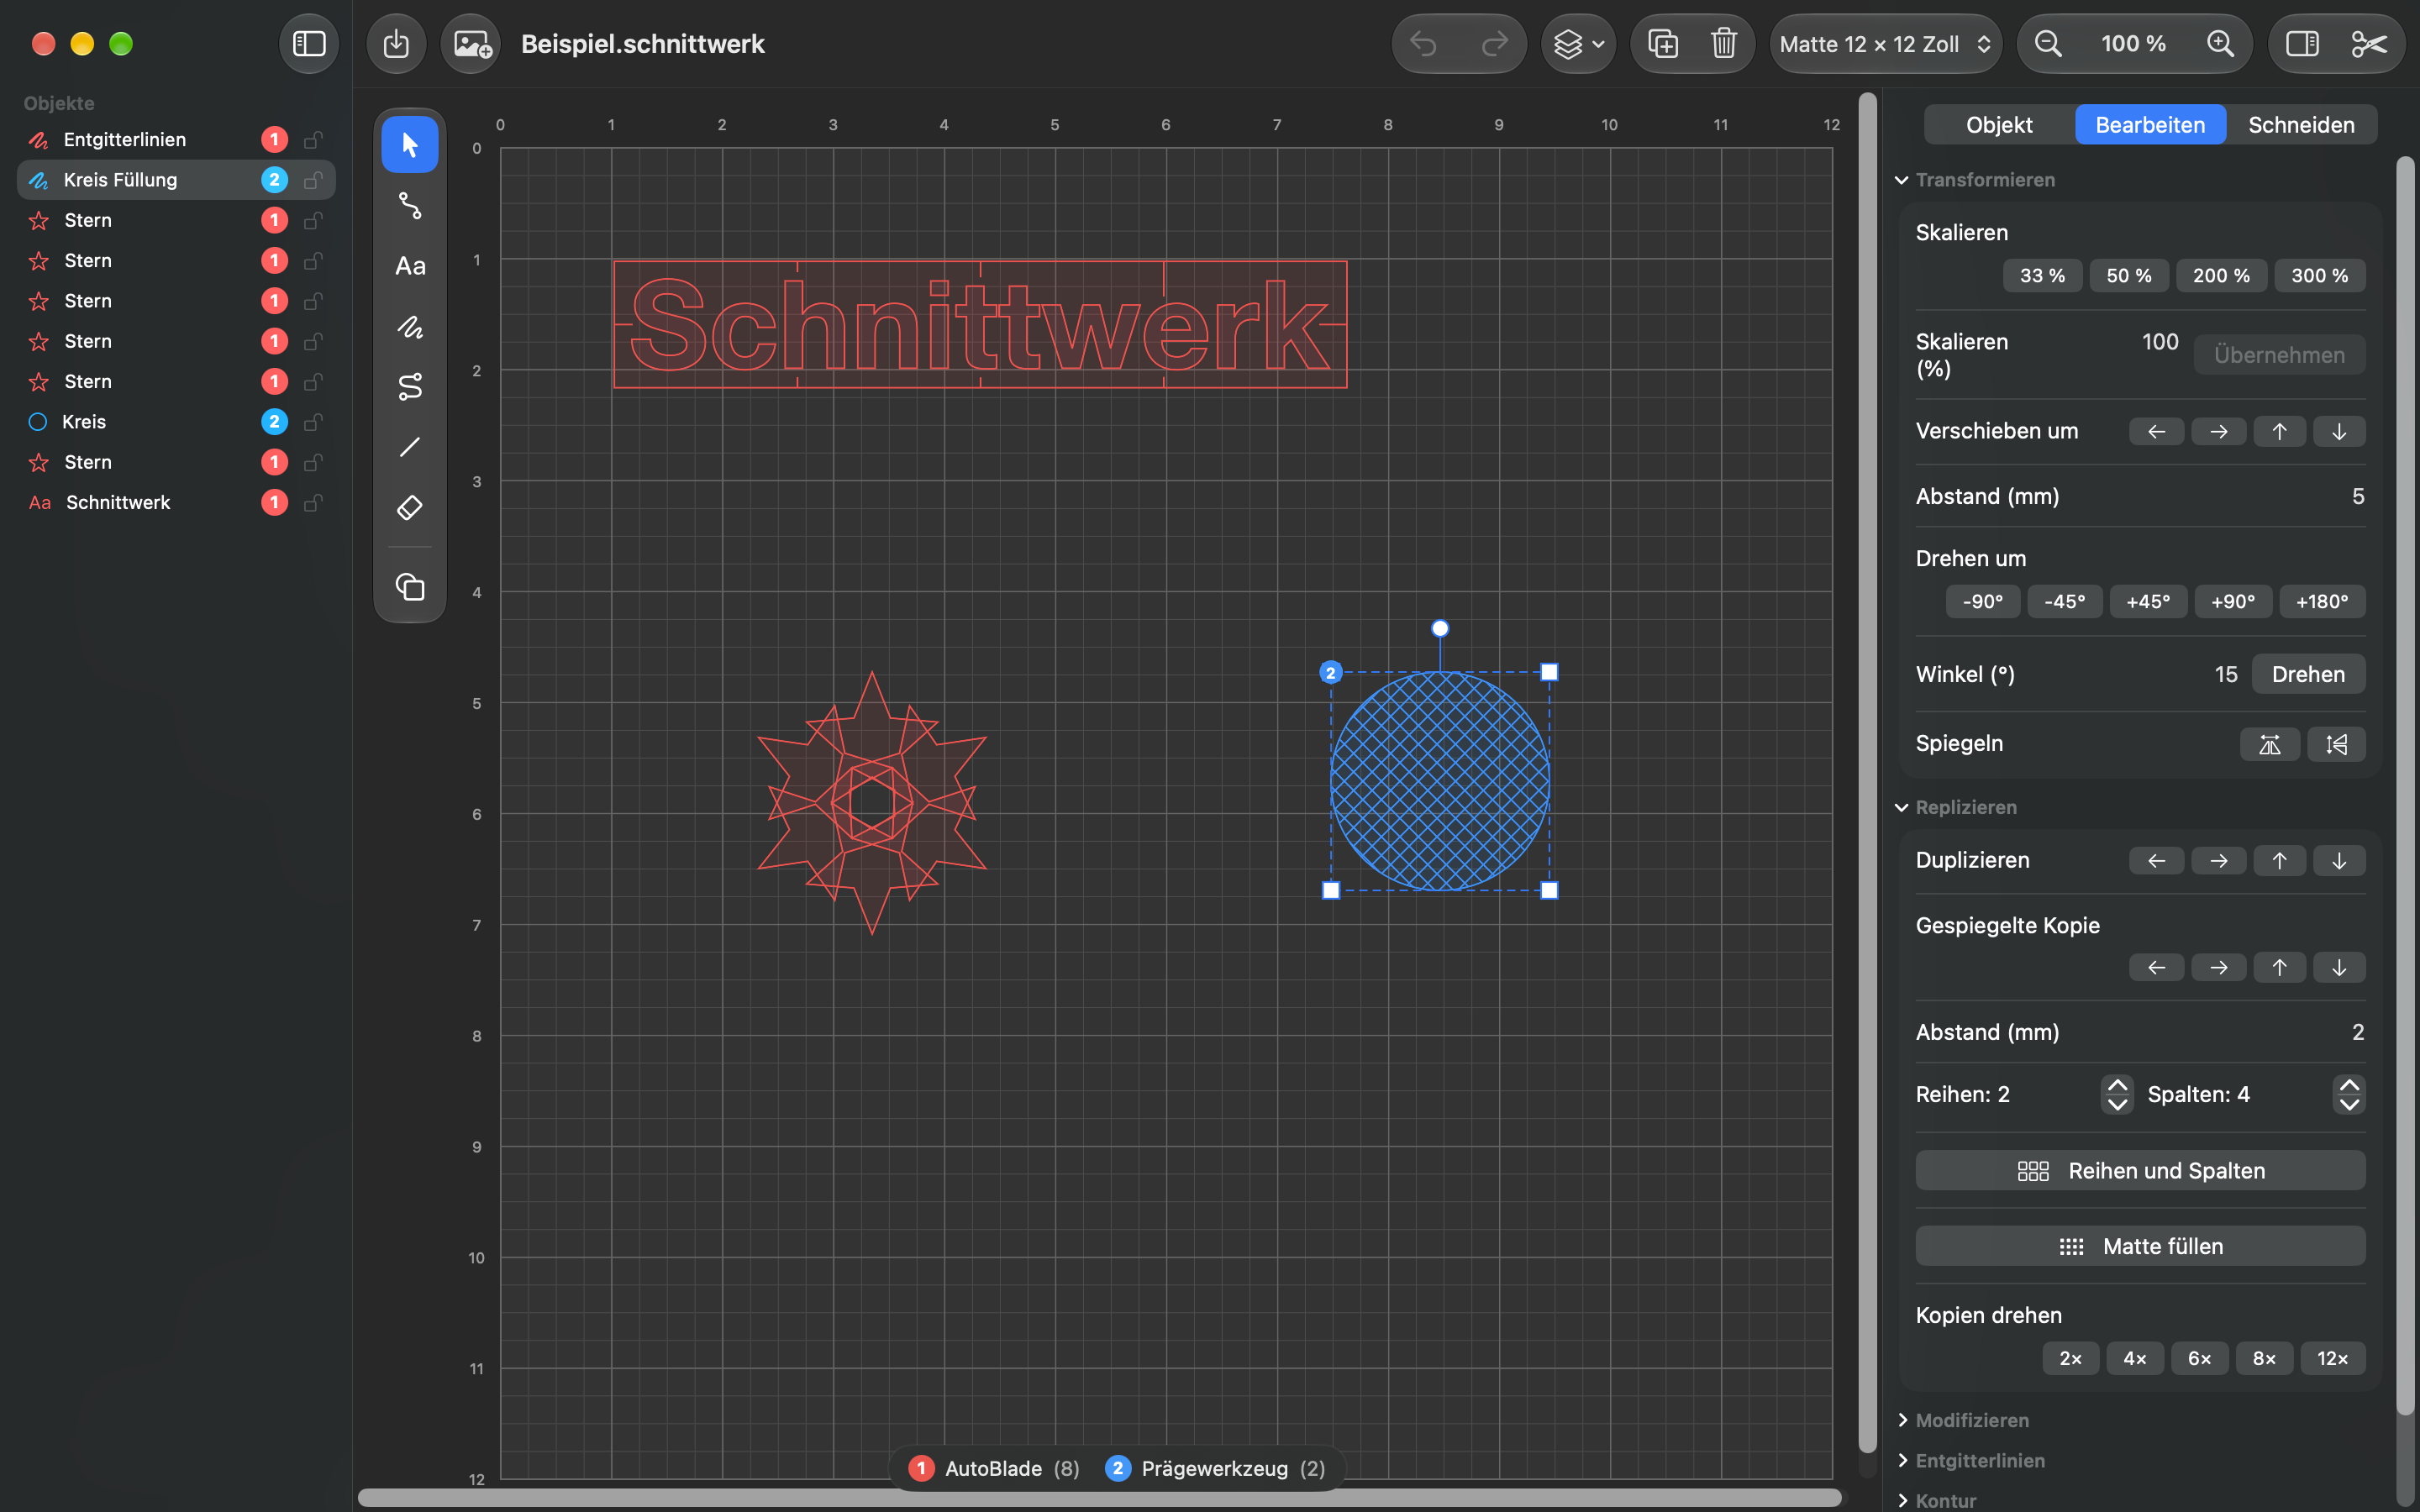 Beispiel.schnittwerk
Matte 12 × 12 Zoll
100 %
Objekte
Entgitterlinien 1
Kreis Füllung 2
Stern 1
Stern 1
Stern 1
Stern 1
Stern 1
Kreis 2
Stern 1
Aa Schnittwerk 1
Aa
0 1 2 3 4 5 6 7 8 9 10 11 12
0
1
2
3
4
5
6
7
8
9
10
11
12
Schnittwerk
2
1 AutoBlade (8) 2 Prägewerkzeug (2)
Objekt Bearbeiten Schneiden
Transformieren
Skalieren
33 % 50 % 200 % 300 %
Skalieren (%) 100 Übernehmen
Verschieben um ← → ↑ ↓
Abstand (mm) 5
Drehen um
-90° -45° +45° +90° +180°
Winkel (°) 15 Drehen
Spiegeln
Replizieren
Duplizieren ← → ↑ ↓
Gespiegelte Kopie
← → ↑ ↓
Abstand (mm) 2
Reihen: 2 Spalten: 4
Reihen und Spalten
Matte füllen
Kopien drehen
2× 4× 6× 8× 12×
Modifizieren
Entgitterlinien
Kontur